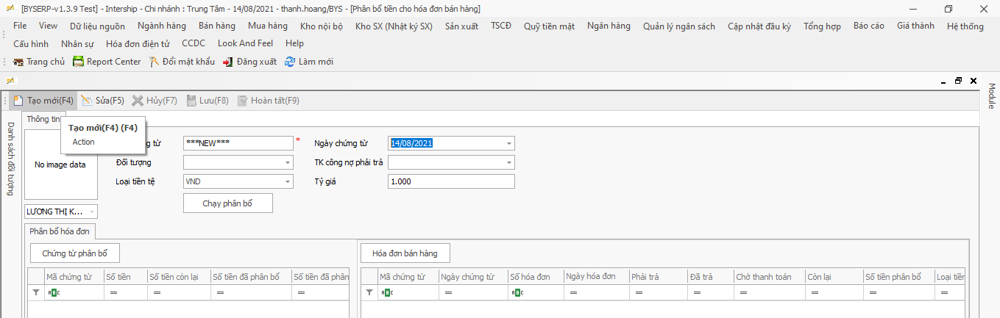 [BYSERP-v1.3.9 Test] - Intership - Chi nhánh : Trung Tâm - 14/08/2021 - thanh.hoang/BYS - [Phân bổ tiền cho hóa đơn bán hàng]
File View Dữ liệu nguồn Ngành hàng Bán hàng Mua hàng Kho nội bộ Kho SX (Nhật ký SX) Sản xuất TSCĐ Quỹ tiền mặt Ngân hàng Quản lý ngân sách Cập nhật đầu kỳ Tổng hợp Báo cáo Giá thành Hệ thống
Cấu hình Nhân sự Hóa đơn điện tử CCDC Look And Feel Help
Trang chủ Report Center Đổi mật khẩu Đăng xuất Làm mới
Module
Tạo mới(F4) Sửa(F5) Hủy(F7) Lưu(F8) Hoàn tất(F9)
Danh sách đối tượng
Thông tin
Tạo mới(F4) (F4)
Action
từ ***NEW*** * Ngày chứng từ 14/08/2021
No image data Đối tượng TK công nợ phải trả
Loại tiền tệ VND Tỷ giá 1.000
Chạy phân bổ
LƯƠNG THỊ K...
Phân bổ hóa đơn
Chứng từ phân bổ Hóa đơn bán hàng
Mã chứng từ Số tiền Số tiền còn lại Số tiền đã phân bổ Số tiền đã phân Mã chứng từ Ngày chứng từ Số hóa đơn Ngày hóa đơn Phải trả Đã trả Chờ thanh toán Còn lại Số tiền phân bổ Loại tiền
ABC = = = = ABC = ABC = = = = = = =